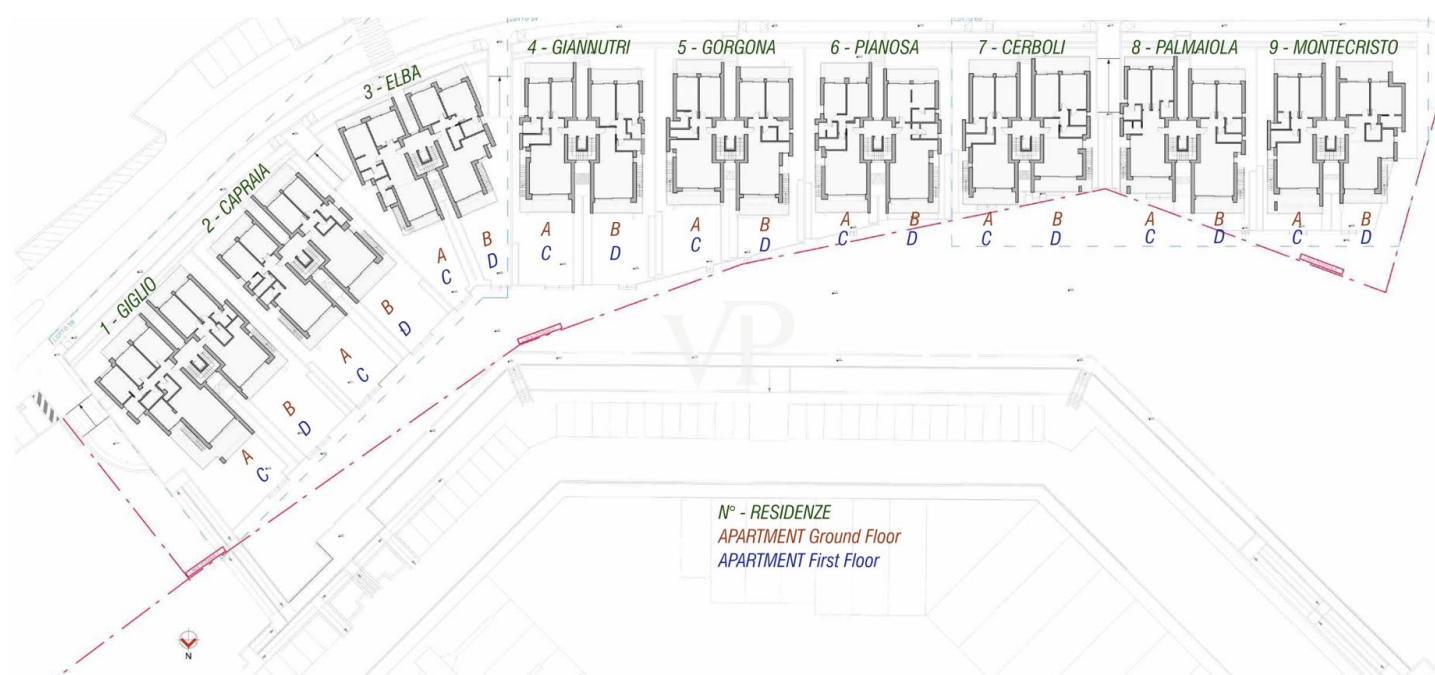 4 - GIANNUTRI
5 - GORGONA
6 - PIANOSA
7 - CERBOLI
8 - PALMAIOLA
9 - MONTECRISTO
3 - ELBA
2 - CAPRAIA
1 - GIGLIO
A
C
B
D
A
C
B
D
A
C
B
D
A
C
B
D
A
C
B
D
A
C
B
D
A
C
B
D
A
C
B
D
A
C
B
D
VP
N° - RESIDENZE
APARTMENT Ground Floor
APARTMENT First Floor
N